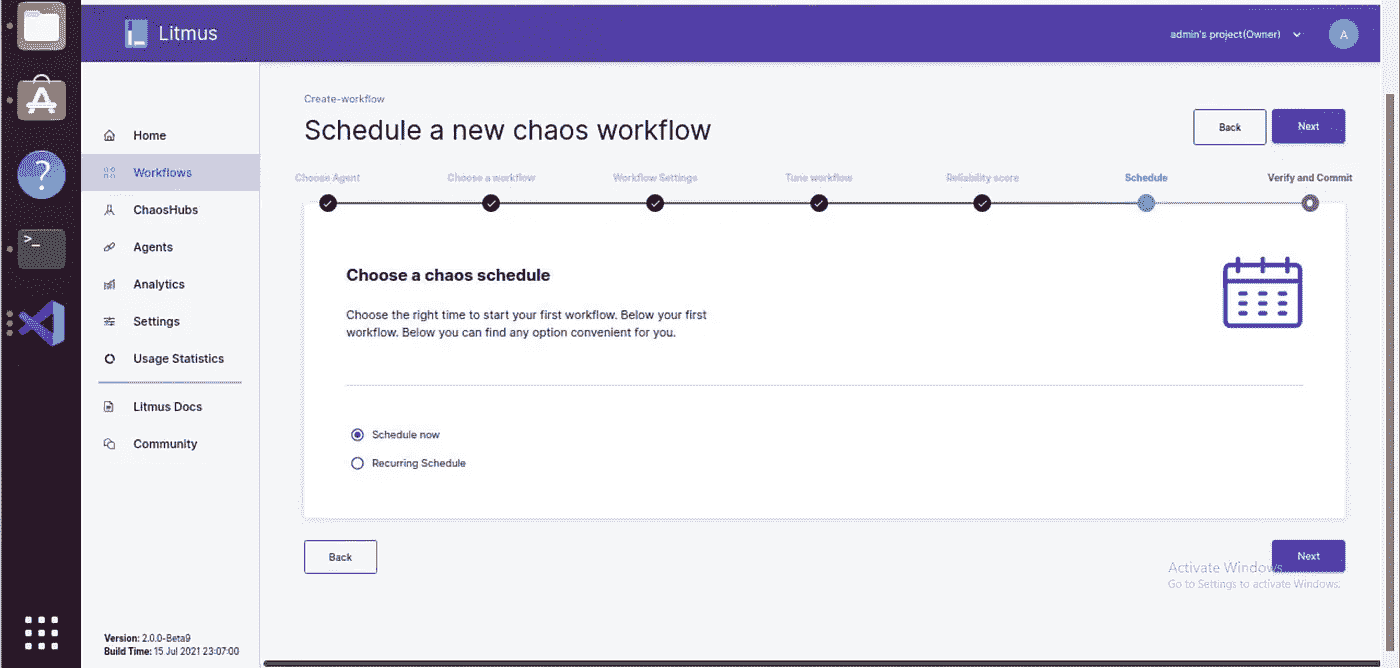 Litmus
admin's project(Owner)
A
Home
Workflows
ChaosHubs
Agents
Analytics
Settings
Usage Statistics
Litmus Docs
Community
Version: 2.0.0-Beta9
Build Time: 15 Jul 2021 23:07:00
Create-workflow
Schedule a new chaos workflow
Back
Next
Choose Agent
Choose a workflow
Workflow Settings
Tune workflow
Reliability score
Schedule
Verify and Commit
Choose a chaos schedule
Choose the right time to start your first workflow. Below your first
workflow. Below you can find any option convenient for you.
Schedule now
Recurring Schedule
Back
Next
Activate Windows
Go to Settings to activate Windows.